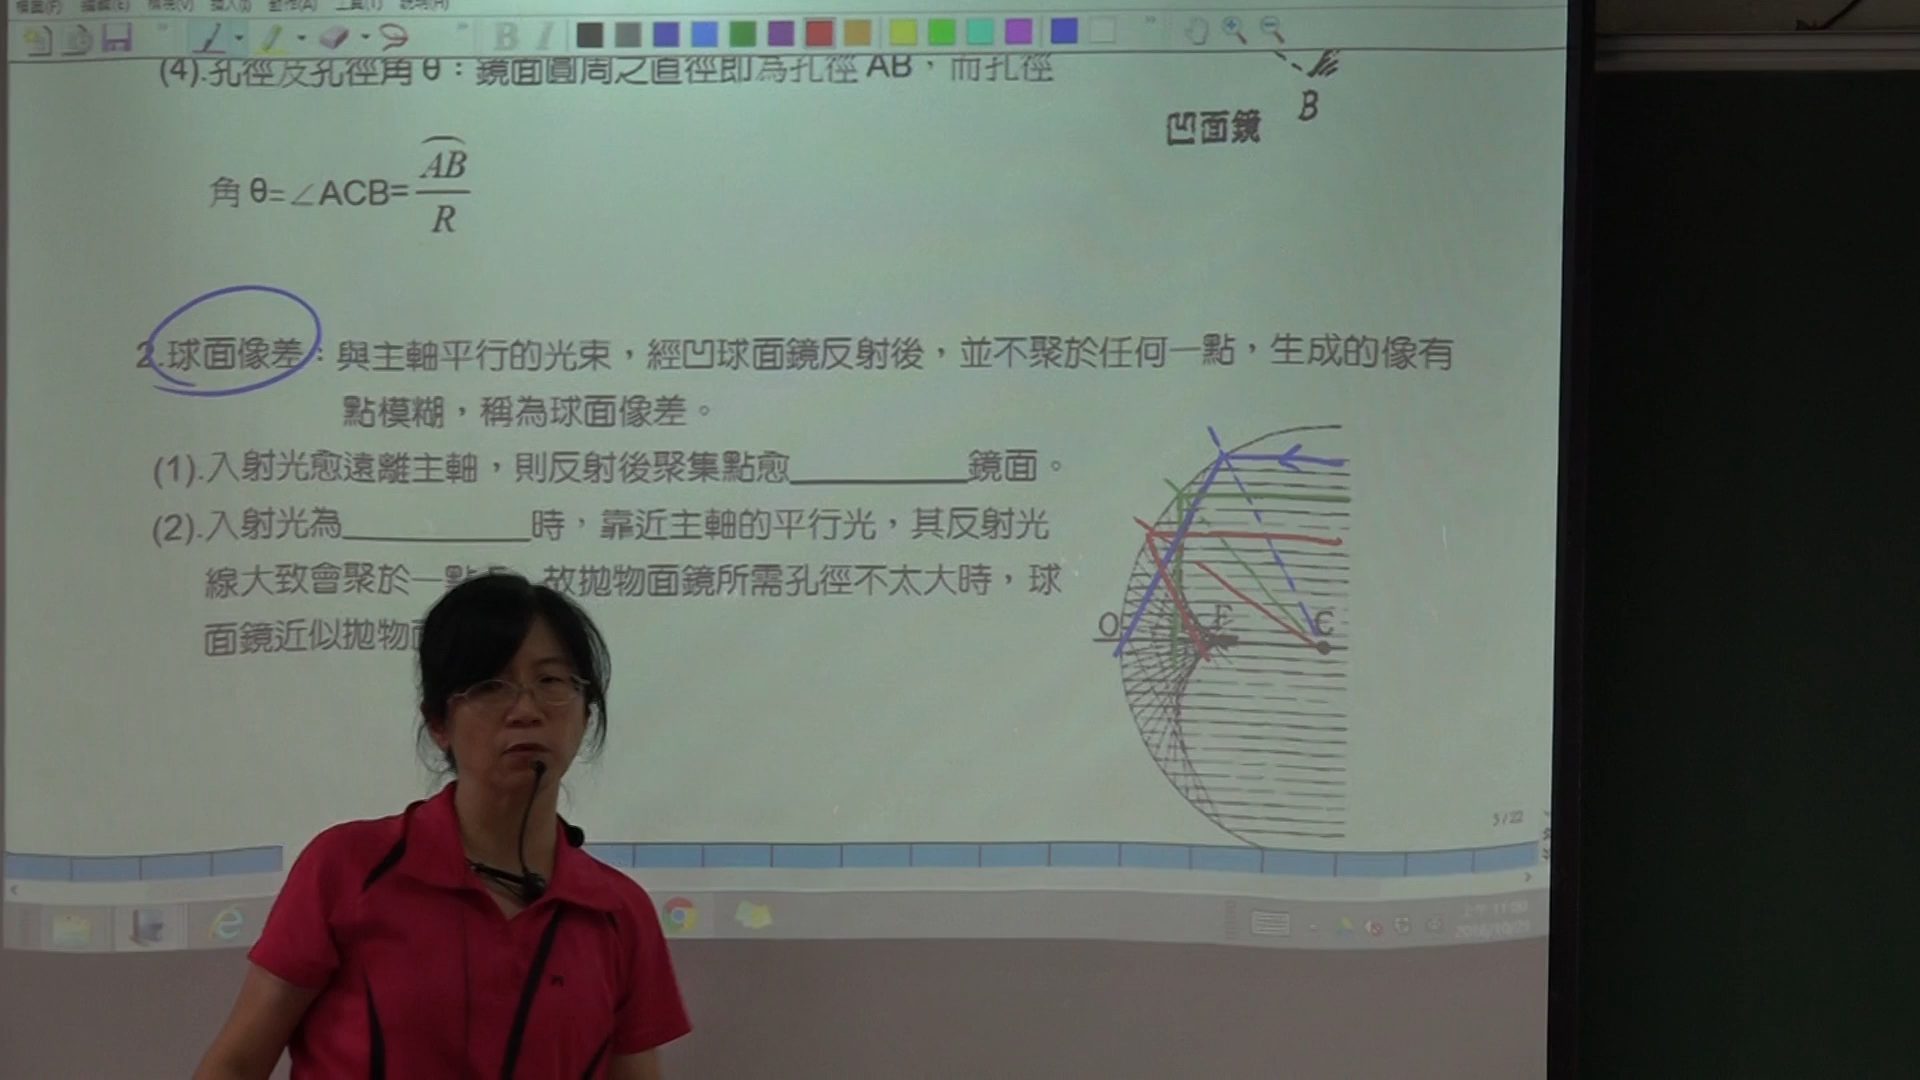 (4).孔徑及孔徑角 θ：鏡面圓周之直徑即為孔徑 AB，而孔徑
B
凹面鏡
角 θ=∠ACB= AB
R
2.球面像差：與主軸平行的光束，經凹球面鏡反射後，並不聚於任何一點，生成的像有
點模糊，稱為球面像差。
(1).入射光愈遠離主軸，則反射後聚集點愈__________鏡面。
(2).入射光為__________時，靠近主軸的平行光，其反射光
線大致會聚於一點 故拋物面鏡所需孔徑不太大時，球
面鏡近似拋物面
O F C
5/22